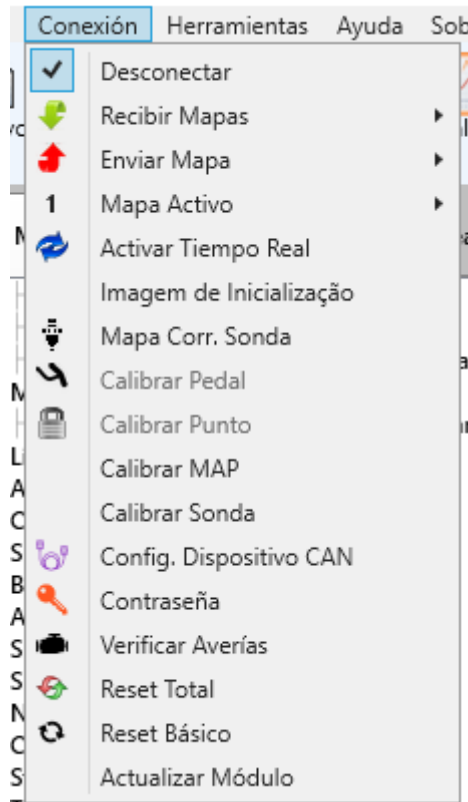 Conexión Herramientas Ayuda
Desconectar
Recibir Mapas
Enviar Mapa
1 Mapa Activo
Activar Tiempo Real
Imagem de Inicialização
Mapa Corr. Sonda
Calibrar Pedal
Calibrar Punto
Calibrar MAP
Calibrar Sonda
Config. Dispositivo CAN
Contraseña
Verificar Averías
Reset Total
Reset Básico
Actualizar Módulo